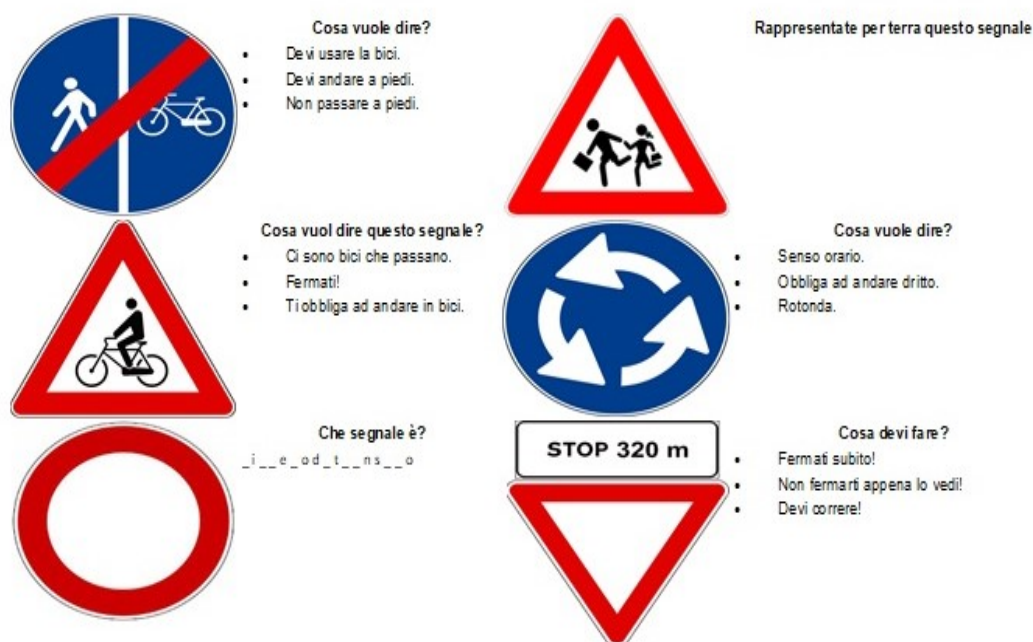 Cosa vuole dire?
• Devi usare la bici.
• Devi andare a piedi.
• Non passare a piedi.
Rappresentate per terra questo segnale
Cosa vuol dire questo segnale?
• Ci sono bici che passano.
• Fermati!
• Ti obbliga ad andare in bici.
Cosa vuole dire?
• Senso orario.
• Obbliga ad andare dritto.
• Rotonda.
Che segnale è?
_i__e_od_t__ns__o
STOP 320 m
Cosa devi fare?
• Fermati subito!
• Non fermarti appena lo vedi!
• Devi correre!